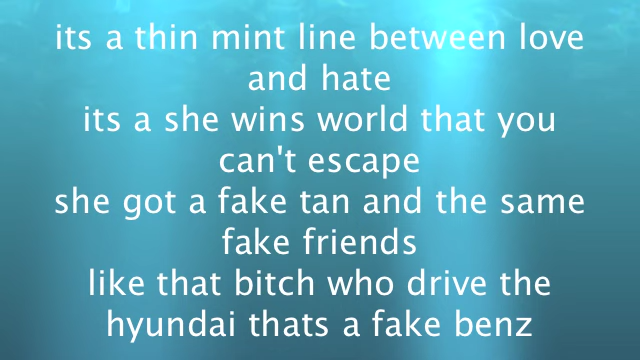 its a thin mint line between love
and hate
its a she wins world that you
can't escape
she got a fake tan and the same
fake friends
like that bitch who drive the
hyundai thats a fake benz